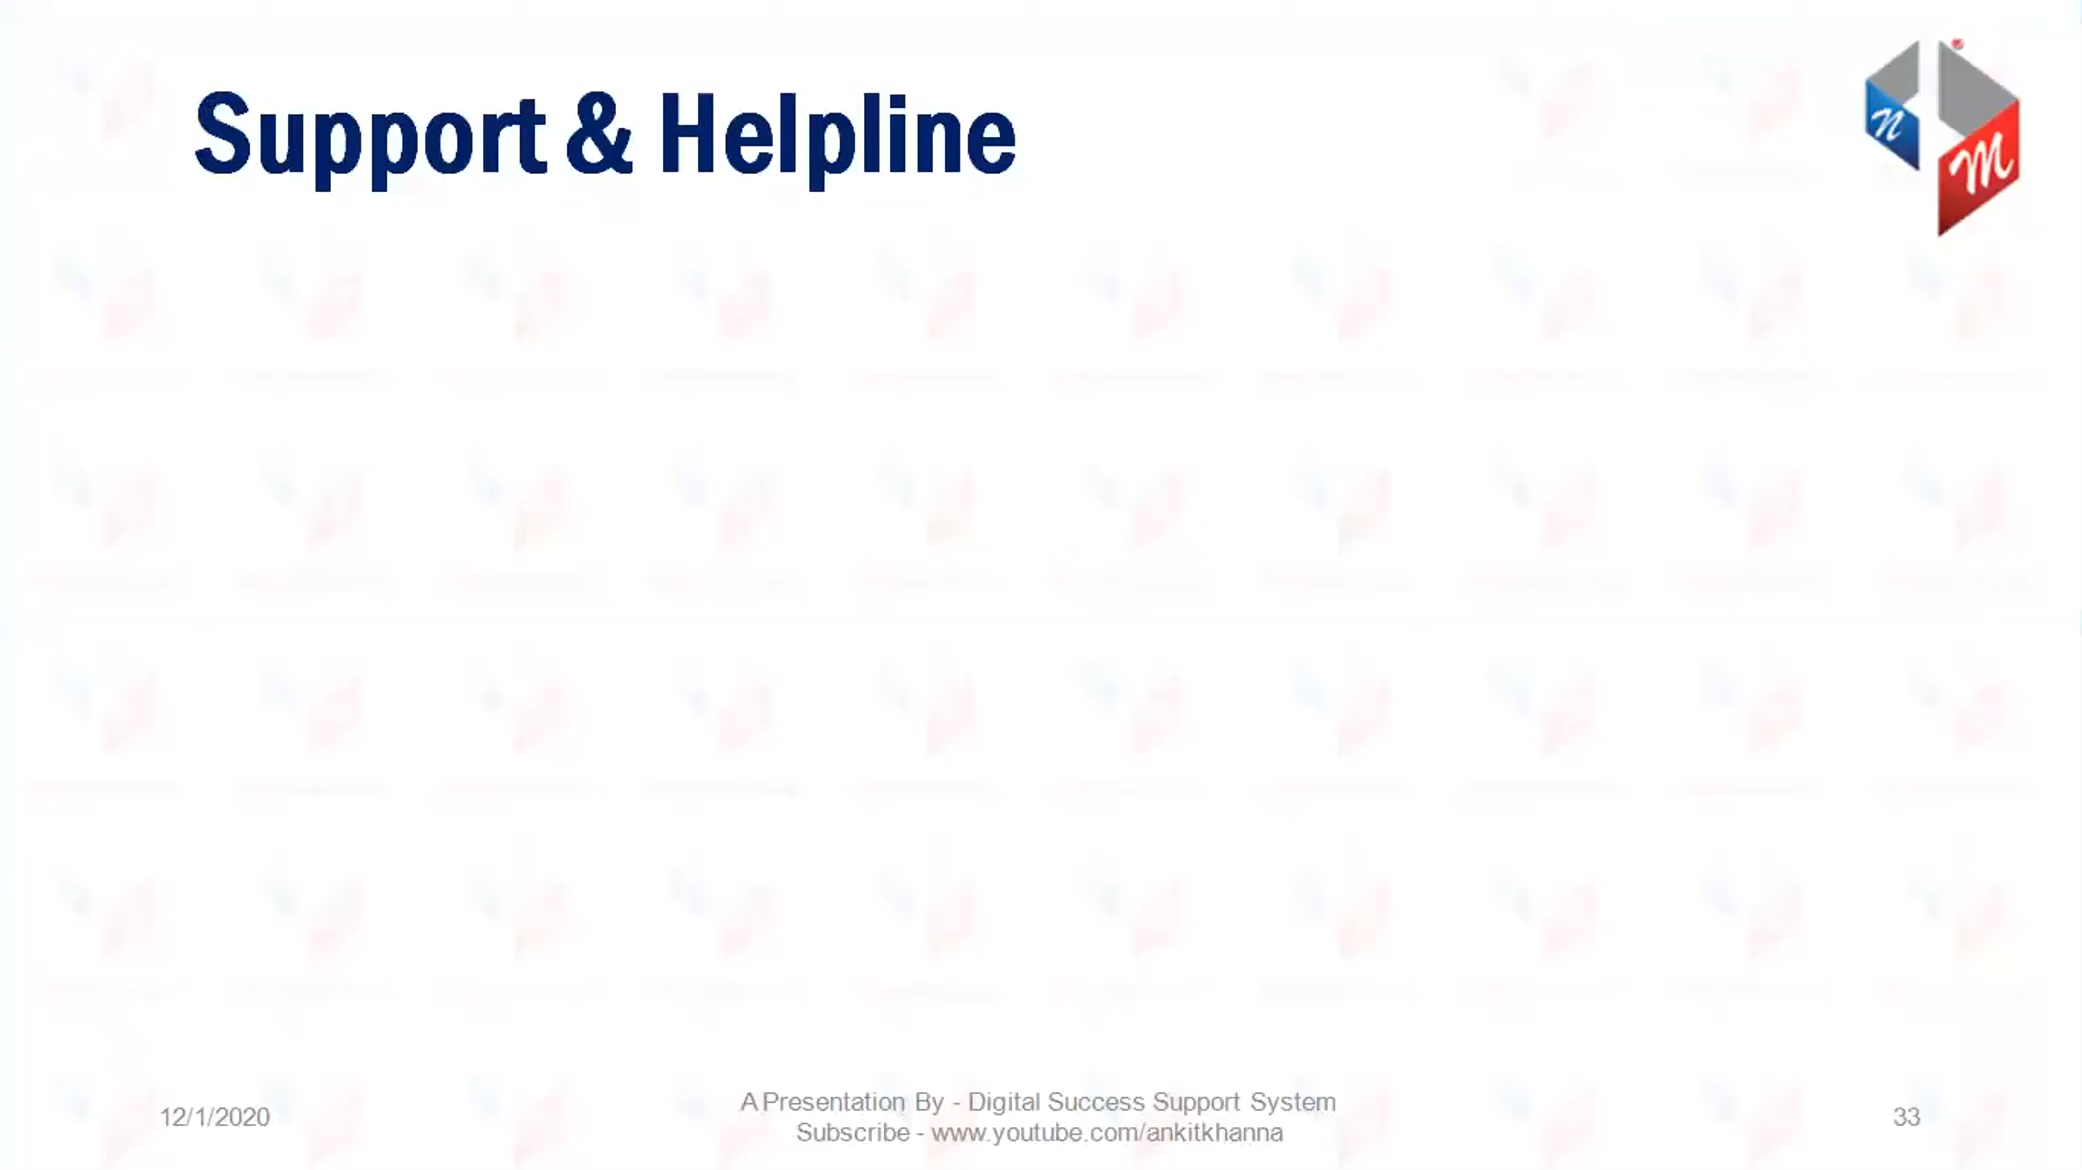 Support & Helpline
n
M
12/1/2020
A Presentation By - Digital Success Support System
Subscribe - www.youtube.com/ankitkhanna
33